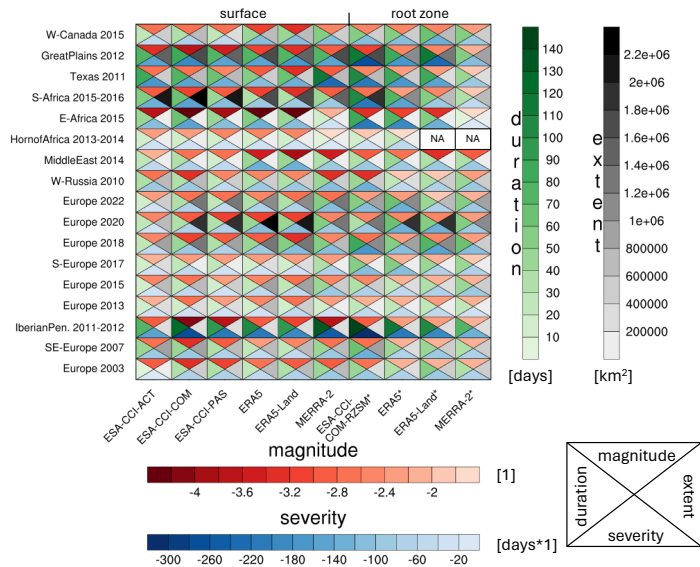 surface
root zone
W-Canada 2015
GreatPlains 2012
Texas 2011
S-Africa 2015-2016
E-Africa 2015
HornofAfrica 2013-2014
MiddleEast 2014
W-Russia 2010
Europe 2022
Europe 2020
Europe 2018
S-Europe 2017
Europe 2015
Europe 2013
IberianPen. 2011-2012
SE-Europe 2007
Europe 2003
NA
NA
ESA-CCI-ACT
ESA-CCI-COM
ESA-CCI-PAS
ERA5
ERA5-Land
MERRA-2
ESA-CCI-
COM-RZSM*
ERA5*
ERA5-Land*
MERRA-2*
duration
140
130
120
110
100
90
80
70
60
50
40
30
20
10
[days]
extent
2.2e+06
2e+06
1.8e+06
1.6e+06
1.4e+06
1.2e+06
1e+06
800000
600000
400000
200000
[km²]
magnitude
-4 -3.6 -3.2 -2.8 -2.4 -2
[1]
severity
-300 -260 -220 -180 -140 -100 -60 -20
[days*1]
magnitude
duration
extent
severity